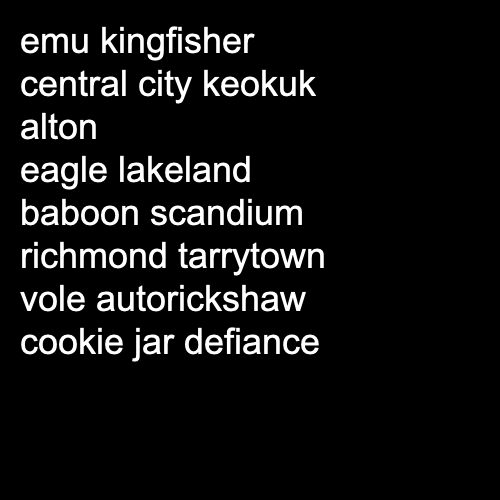 emu kingfisher
central city keokuk
alton
eagle lakeland
baboon scandium
richmond tarrytown
vole autorickshaw
cookie jar defiance